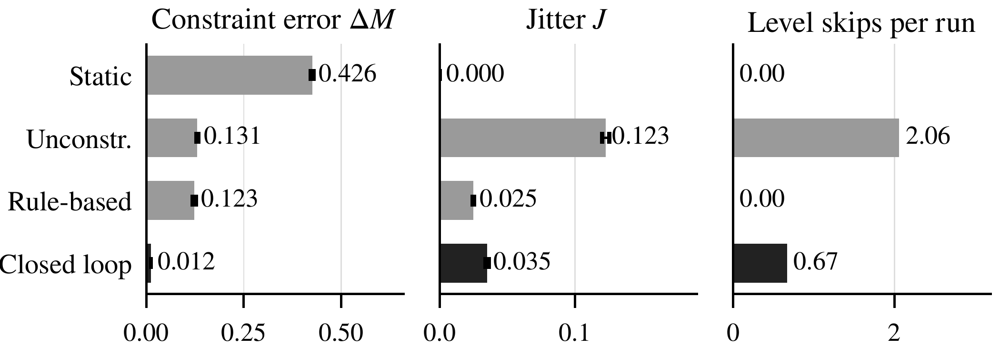 Constraint error ΔM
Jitter J
Level skips per run
Static
0.426
0.000
0.00
Unconstr.
0.131
0.123
2.06
Rule-based
0.123
0.025
0.00
Closed loop
0.012
0.035
0.67
0.00
0.25
0.50
0.0
0.1
0
2